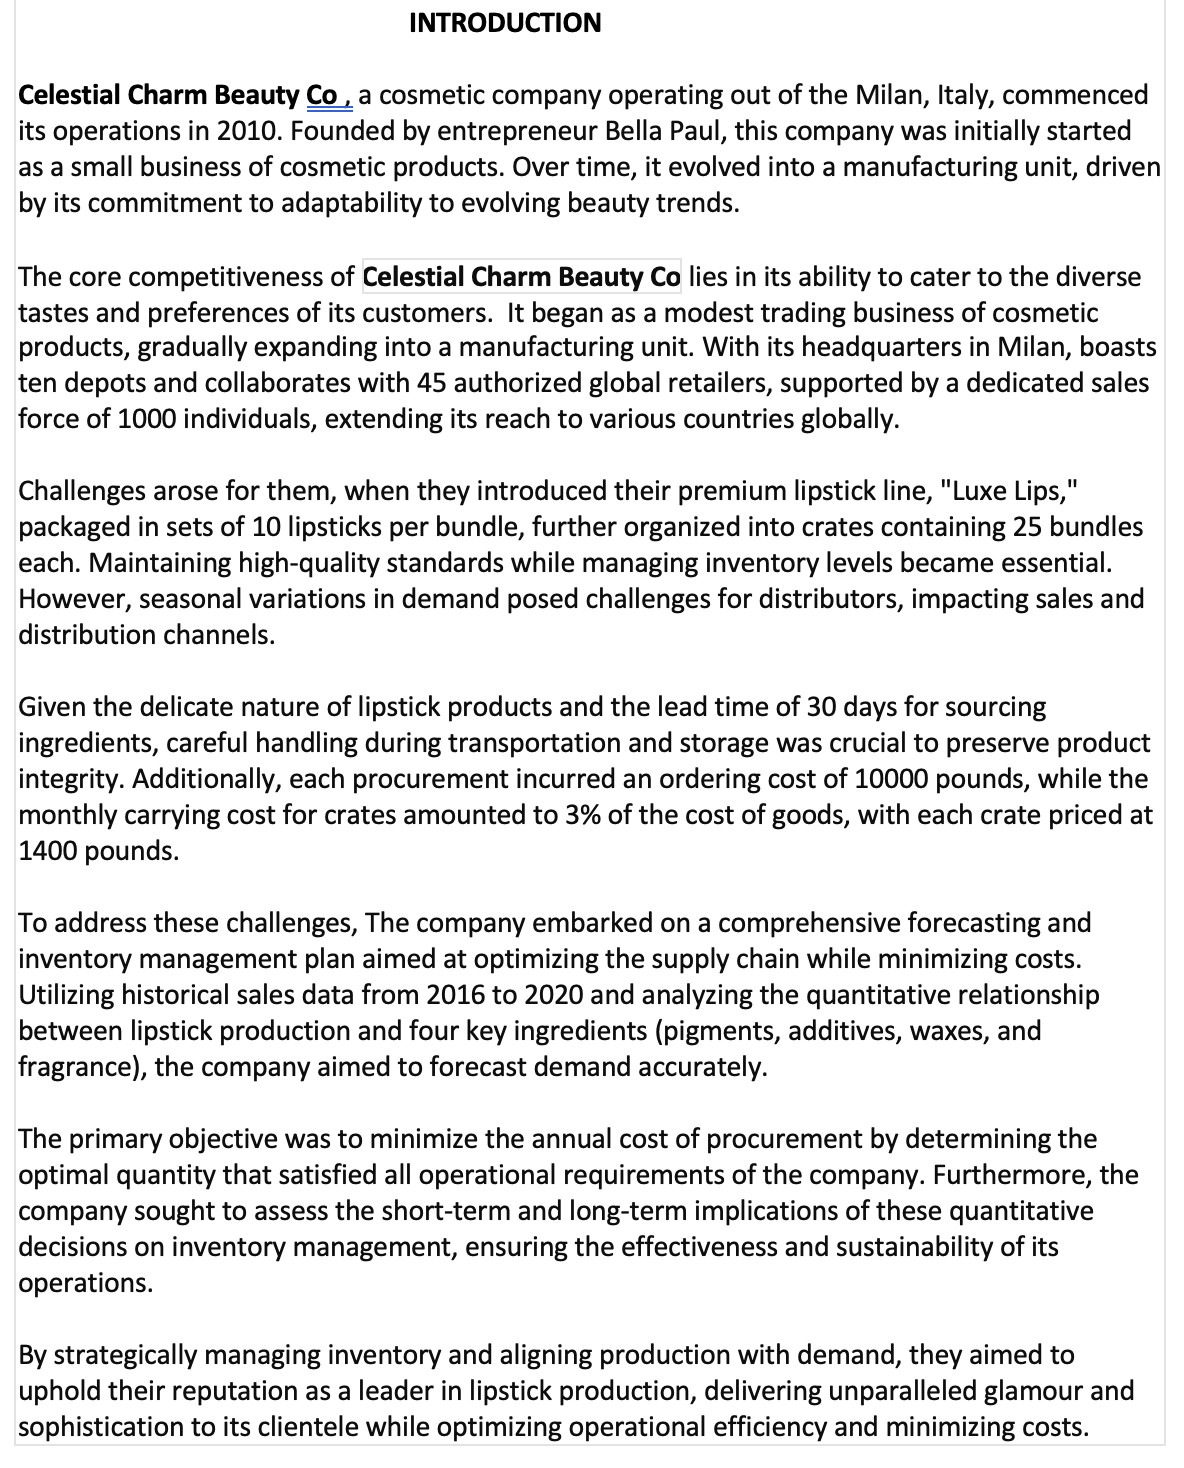 INTRODUCTION
Celestial Charm Beauty Co , a cosmetic company operating out of the Milan, Italy, commenced
its operations in 2010. Founded by entrepreneur Bella Paul, this company was initially started
as a small business of cosmetic products. Over time, it evolved into a manufacturing unit, driven
by its commitment to adaptability to evolving beauty trends.
The core competitiveness of Celestial Charm Beauty Co lies in its ability to cater to the diverse
tastes and preferences of its customers.  It began as a modest trading business of cosmetic
products, gradually expanding into a manufacturing unit. With its headquarters in Milan, boasts
ten depots and collaborates with 45 authorized global retailers, supported by a dedicated sales
force of 1000 individuals, extending its reach to various countries globally.
Challenges arose for them, when they introduced their premium lipstick line, "Luxe Lips,"
packaged in sets of 10 lipsticks per bundle, further organized into crates containing 25 bundles
each. Maintaining high-quality standards while managing inventory levels became essential.
However, seasonal variations in demand posed challenges for distributors, impacting sales and
distribution channels.
Given the delicate nature of lipstick products and the lead time of 30 days for sourcing
ingredients, careful handling during transportation and storage was crucial to preserve product
integrity. Additionally, each procurement incurred an ordering cost of 10000 pounds, while the
monthly carrying cost for crates amounted to 3% of the cost of goods, with each crate priced at
1400 pounds.
To address these challenges, The company embarked on a comprehensive forecasting and
inventory management plan aimed at optimizing the supply chain while minimizing costs.
Utilizing historical sales data from 2016 to 2020 and analyzing the quantitative relationship
between lipstick production and four key ingredients (pigments, additives, waxes, and
fragrance), the company aimed to forecast demand accurately.
The primary objective was to minimize the annual cost of procurement by determining the
optimal quantity that satisfied all operational requirements of the company. Furthermore, the
company sought to assess the short-term and long-term implications of these quantitative
decisions on inventory management, ensuring the effectiveness and sustainability of its
operations.
By strategically managing inventory and aligning production with demand, they aimed to
uphold their reputation as a leader in lipstick production, delivering unparalleled glamour and
sophistication to its clientele while optimizing operational efficiency and minimizing costs.